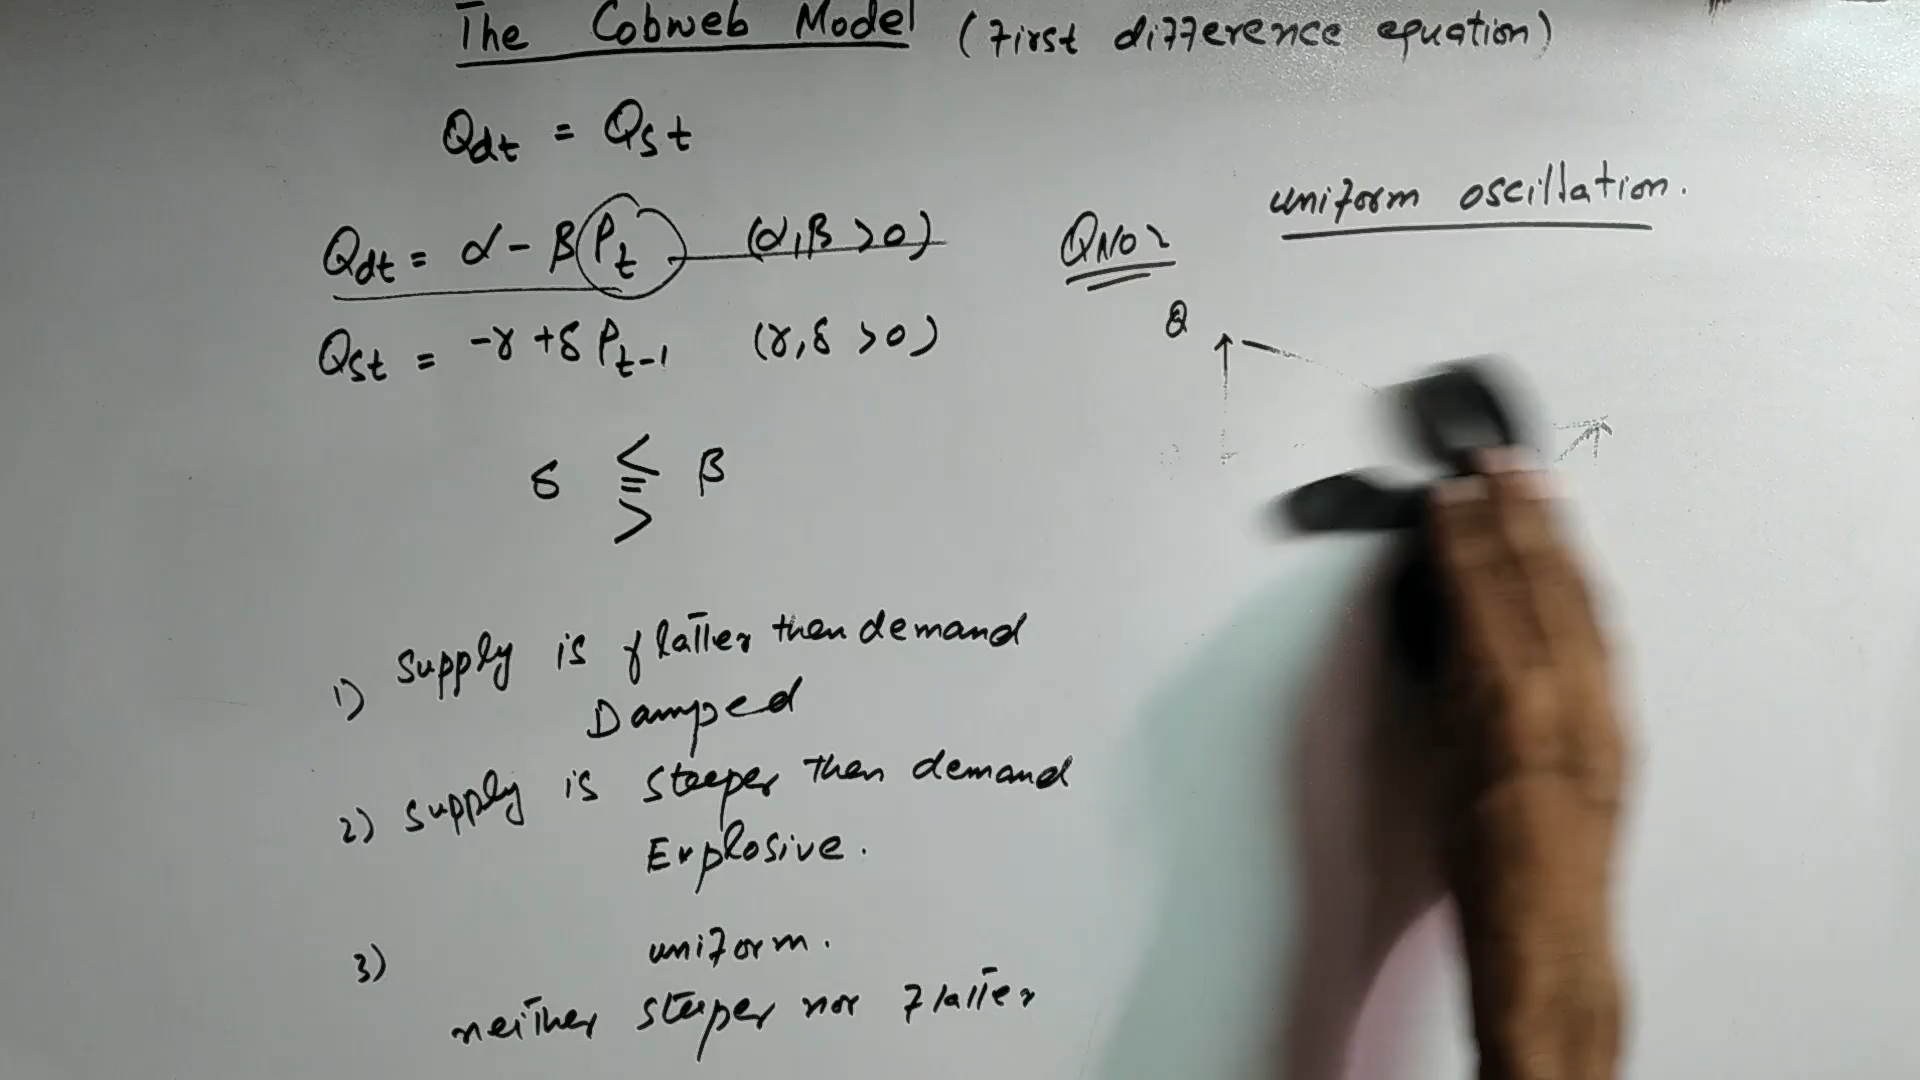 The Cobweb Model (first difference equation)
Qdt = Qst
Qdt = α - β Pt (α,β >0)
Qst = -γ + δ Pt-1 (γ,δ >0)
δ < = > β
1) Supply is flatter then demand
Damped
2) Supply is steeper then demand
Explosive.
3) uniform.
neither steeper nor flatter
uniform oscillation.
QNO2
Q